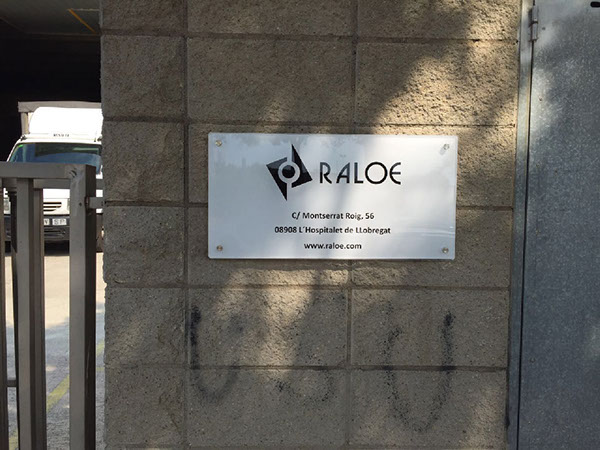 RALOE
C/ Montserrat Roig, 56
08908 L´Hospitalet de LLobregat
www.raloe.com